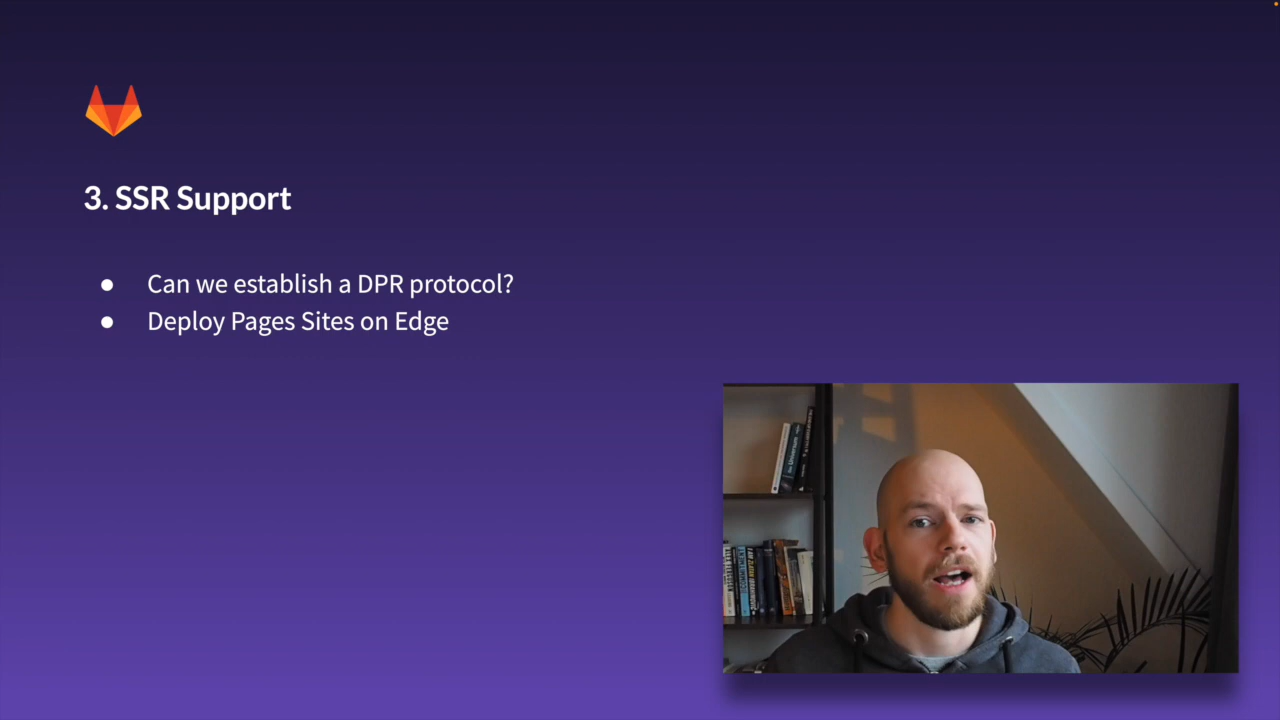 3. SSR Support
● Can we establish a DPR protocol?
● Deploy Pages Sites on Edge